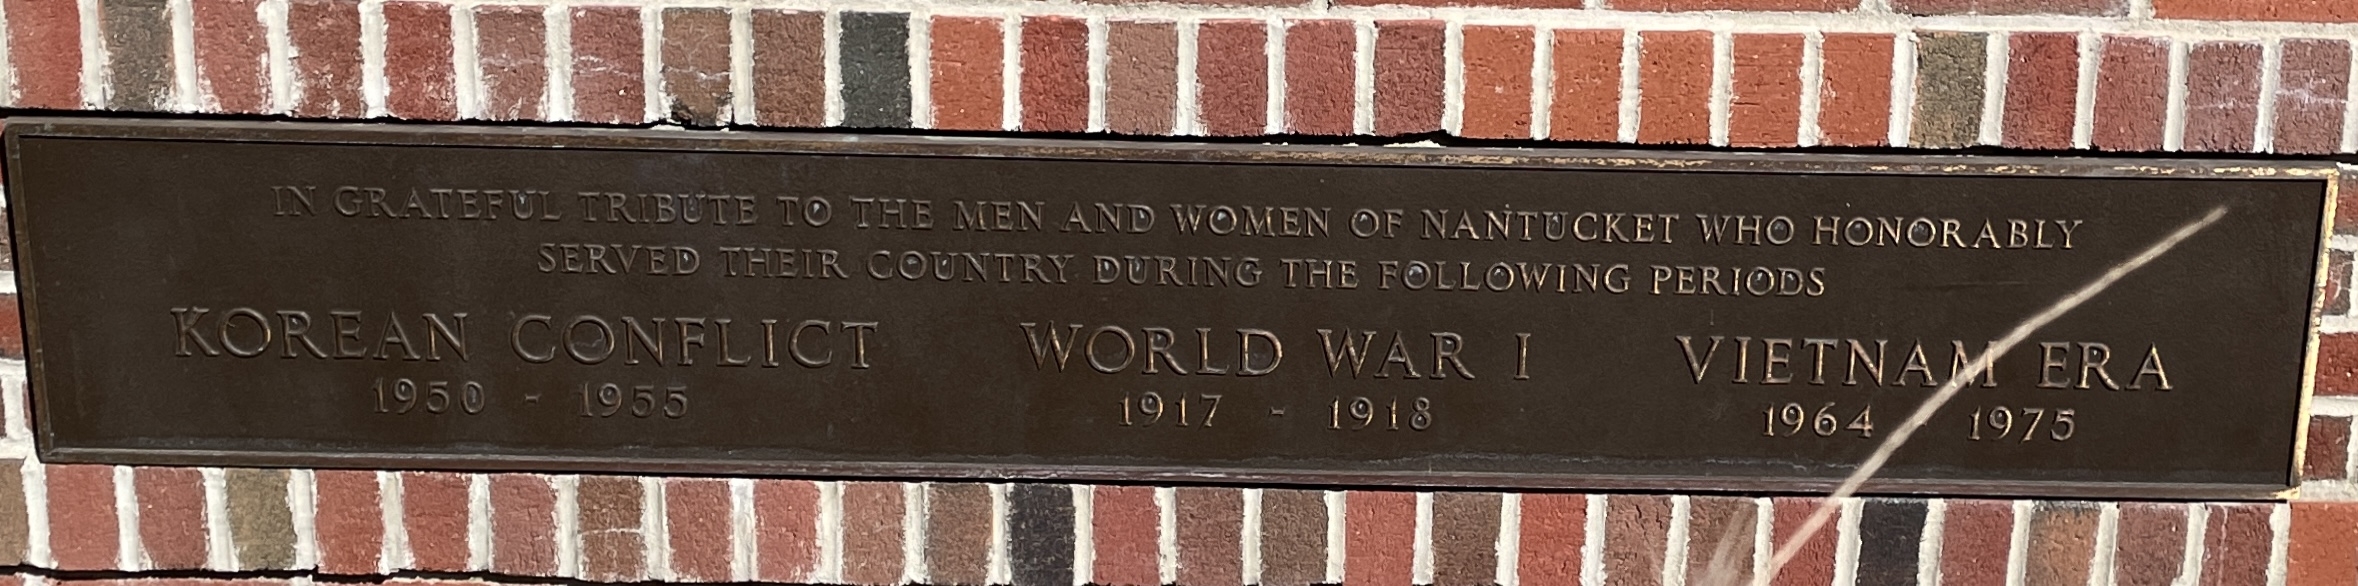 IN GRATEFUL TRIBUTE TO THE MEN AND WOMEN OF NANTUCKET WHO HONORABLY
SERVED THEIR COUNTRY DURING THE FOLLOWING PERIODS
KOREAN CONFLICT WORLD WAR I VIETNAM ERA
1950 - 1955 1917 - 1918 1964 1975